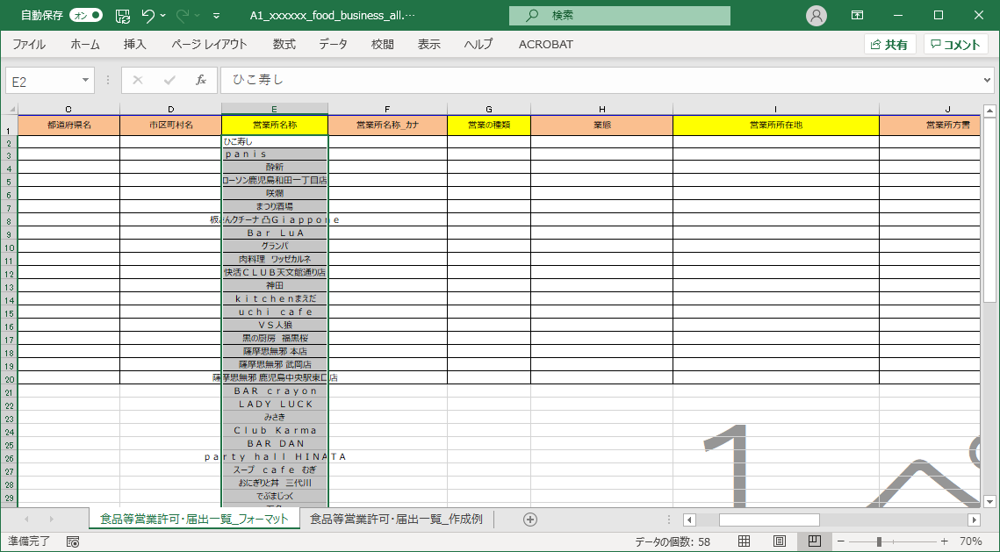 自動保存 オン A1_xxxxxx_food_business_all.… 検索
ファイル ホーム 挿入 ページ レイアウト 数式 データ 校閲 表示 ヘルプ ACROBAT 共有 コメント
E2 fx ひこ寿し
C D E F G H I J
1 都道府県名 市区町村名 営業所名称 営業所名称_カナ 営業の種類 業態 営業所所在地 営業所方書
2 ひこ寿し
3 ｐａｎｉｓ
4 酔新
5 ローソン鹿児島和田一丁目店
6 咲爛
7 まつり酒場
8 板さんクチーナ 凸Ｇｉａｐｐｏｎｅ
9 Ｂａｒ　ＬｕＡ
10 グランバ
11 肉料理　ワッゼカルネ
12 快活ＣＬＵＢ天文館通り店
13 神田
14 ｋｉｔｃｈｅｎまえだ
15 ｕｃｈｉ　ｃａｆｅ
16 ＶＳ人狼
17 黒の厨房　福黒桜
18 薩摩思無邪 本店
19 薩摩思無邪 武岡店
20 薩摩思無邪 鹿児島中央駅東口店
21 ＢＡＲ　ｃｒａｙｏｎ
22 ＬＡＤＹ　ＬＵＣＫ
23 みさき
24 Ｃｌｕｂ　Ｋａｒｍａ
25 ＢＡＲ　ＤＡＮ
26 ｐａｒｔｙ　ｈａｌｌ　ＨＩＮＡＴＡ
27 スープ　ｃａｆｅ　むぎ
28 おにぎりと丼　三代川
29 でぶまじっく
1 ペ
食品等営業許可･届出一覧_フォーマット 食品等営業許可･届出一覧_作成例
準備完了 データの個数: 58 70%